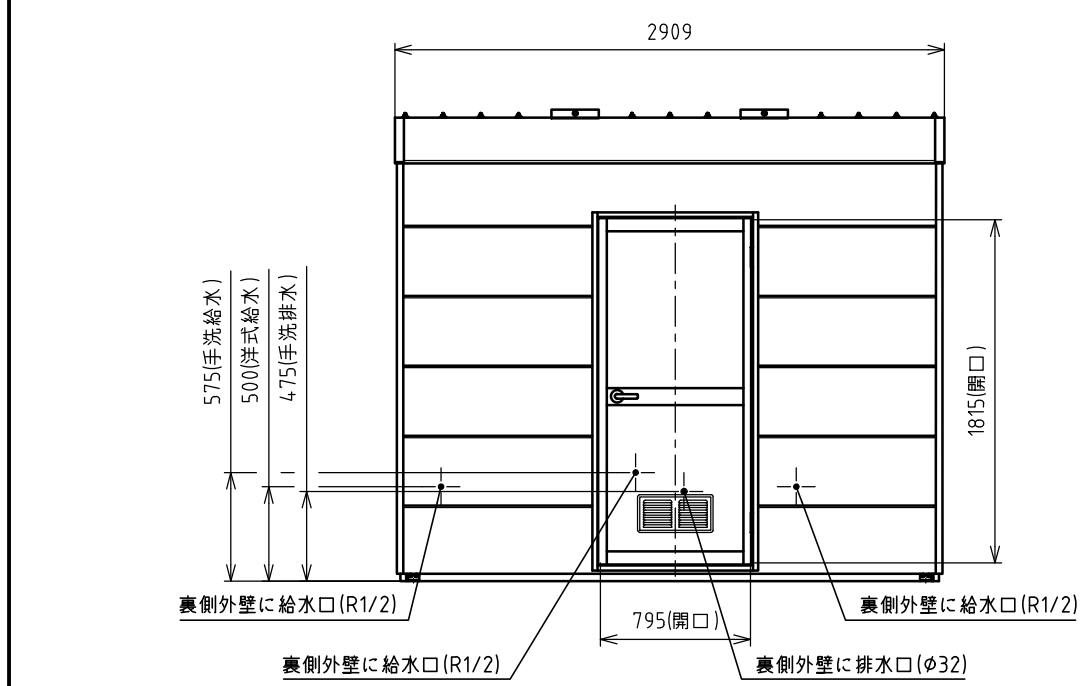 2909
575(手洗給水)
500(洋式給水)
475(手洗排水)
1815(開口)
裏側外壁に給水口(R1/2)
795(開口)
裏側外壁に給水口(R1/2)
裏側外壁に給水口(R1/2)
裏側外壁に排水口(φ32)